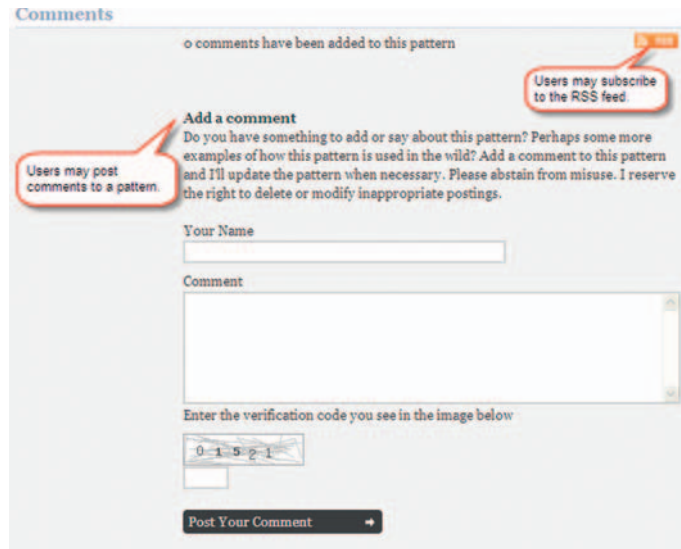 Comments
0 comments have been added to this pattern
RSS
Users may subscribe
to the RSS feed.
Add a comment
Do you have something to add or say about this pattern? Perhaps some more
examples of how this pattern is used in the wild? Add a comment to this pattern
and I'll update the pattern when necessary. Please abstain from misuse. I reserve
the right to delete or modify inappropriate postings.
Users may post
comments to a pattern.
Your Name
Comment
Enter the verification code you see in the image below
0 1 5 2 1
Post Your Comment